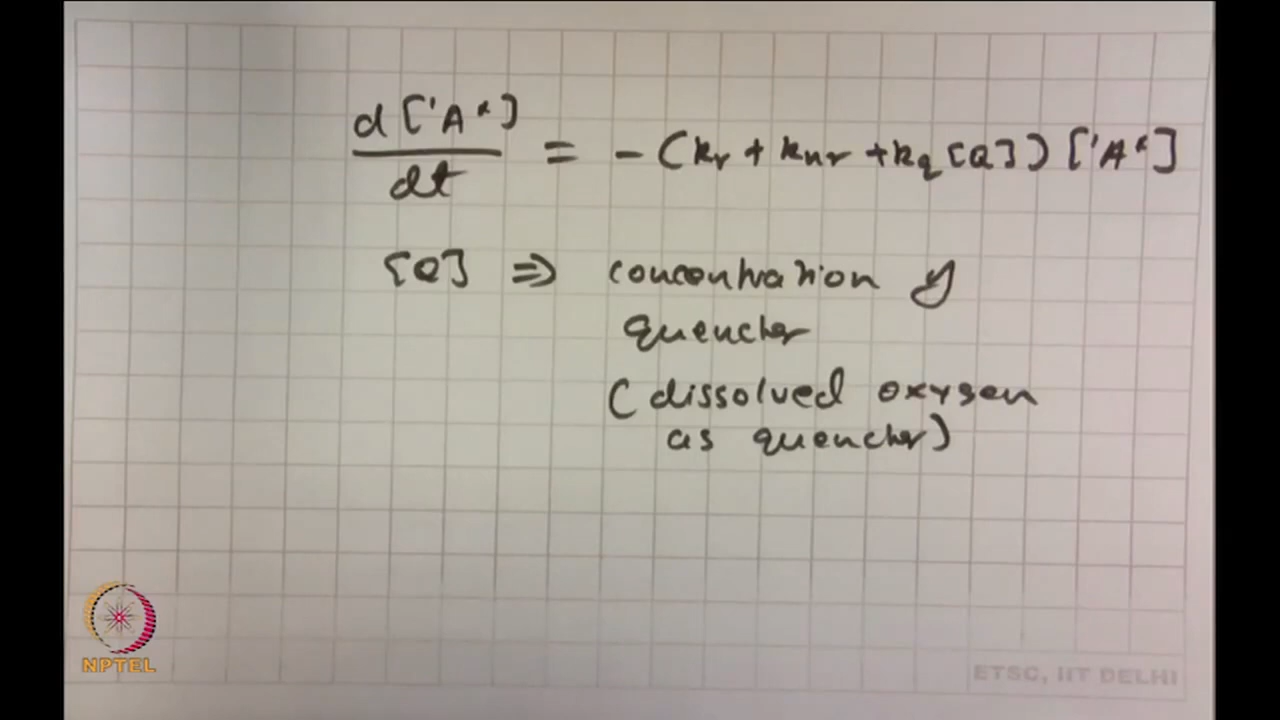 d['A*]
dt
= - (kr + knr + kq [Q]) ['A*]
[Q] ⇒ concentration of
quencher
( dissolved oxygen
as quencher)
NPTEL
ETSC, IIT DELHI